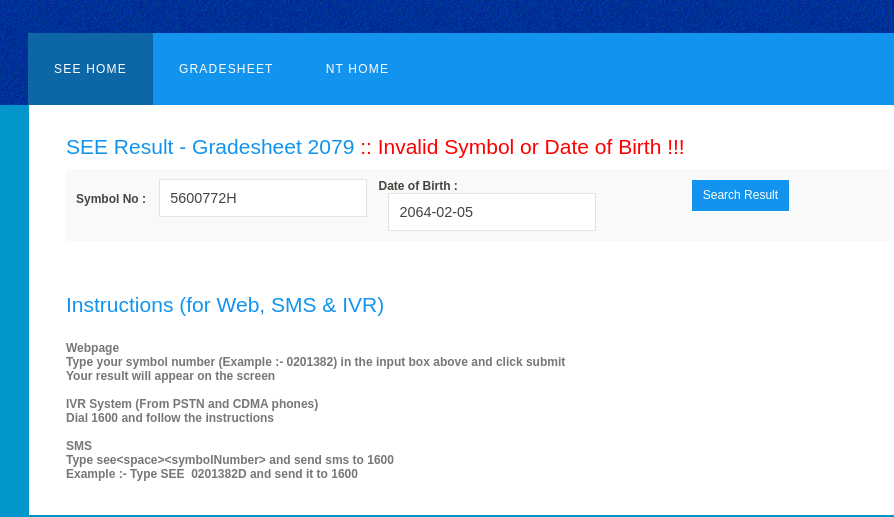 SEE HOME GRADESHEET NT HOME
SEE Result - Gradesheet 2079 :: Invalid Symbol or Date of Birth !!!
Symbol No : 5600772H Date of Birth : 2064-02-05 Search Result
Instructions (for Web, SMS & IVR)
Webpage
Type your symbol number (Example :- 0201382) in the input box above and click submit
Your result will appear on the screen
IVR System (From PSTN and CDMA phones)
Dial 1600 and follow the instructions
SMS
Type see<space><symbolNumber> and send sms to 1600
Example :- Type SEE  0201382D and send it to 1600